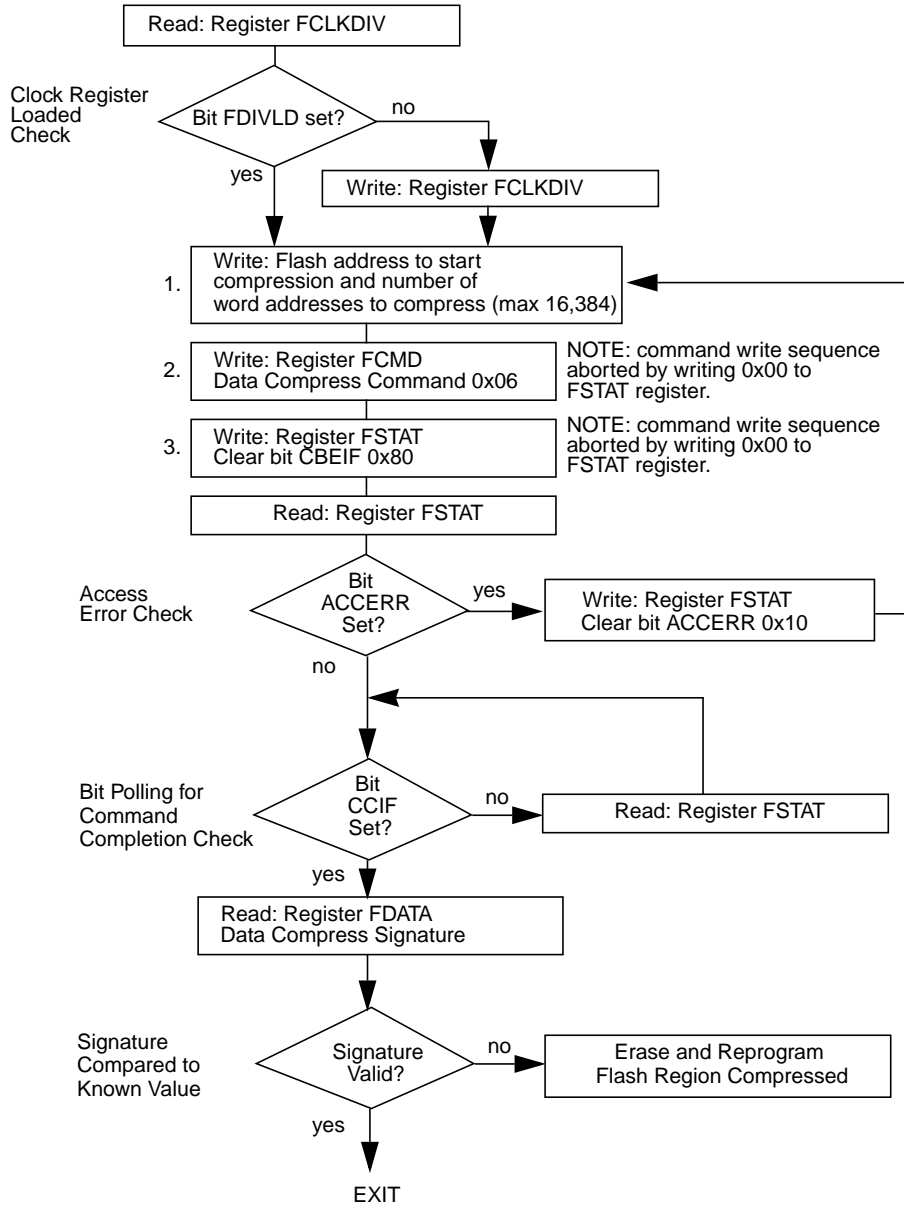 Read: Register FCLKDIV
Clock Register
Loaded
Check
Bit FDIVLD set?
no
yes
Write: Register FCLKDIV
1.
Write: Flash address to start
compression and number of
word addresses to compress (max 16,384)
2.
Write: Register FCMD
Data Compress Command 0x06
NOTE: command write sequence
aborted by writing 0x00 to
FSTAT register.
3.
Write: Register FSTAT
Clear bit CBEIF 0x80
NOTE: command write sequence
aborted by writing 0x00 to
FSTAT register.
Read: Register FSTAT
Access
Error Check
Bit
ACCERR
Set?
yes
Write: Register FSTAT
Clear bit ACCERR 0x10
no
Bit Polling for
Command
Completion Check
Bit
CCIF
Set?
no
Read: Register FSTAT
yes
Read: Register FDATA
Data Compress Signature
Signature
Compared to
Known Value
Signature
Valid?
no
Erase and Reprogram
Flash Region Compressed
yes
EXIT